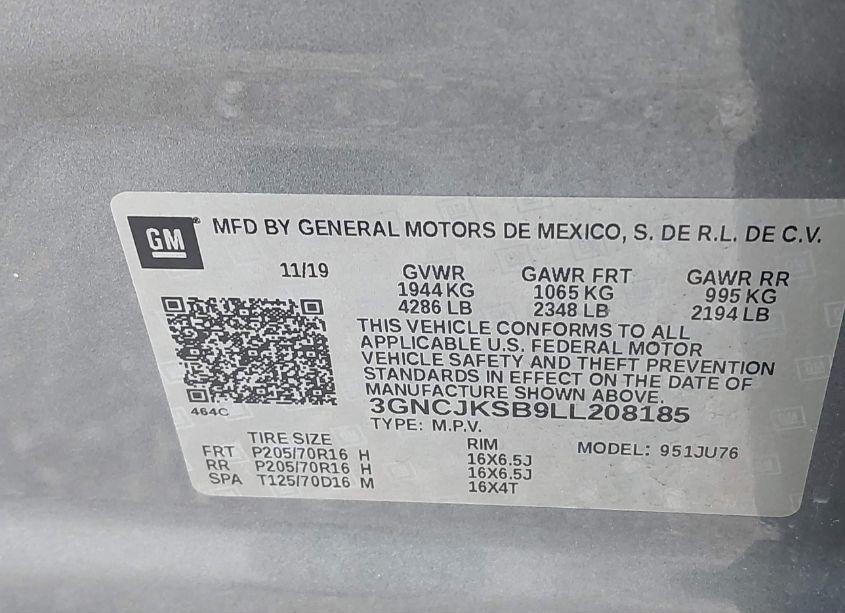 GM® MFD BY GENERAL MOTORS DE MEXICO, S. DE R.L. DE C.V.
11/19 GVWR GAWR FRT GAWR RR
1944 KG 1065 KG 995 KG
4286 LB 2348 LB 2194 LB
THIS VEHICLE CONFORMS TO ALL
APPLICABLE U.S. FEDERAL MOTOR
VEHICLE SAFETY AND THEFT PREVENTION
STANDARDS IN EFFECT ON THE DATE OF
MANUFACTURE SHOWN ABOVE.
464C 3GNCJKSB9LL208185
TYPE: M.P.V.
TIRE SIZE RIM MODEL: 951JU76
FRT P205/70R16 H 16X6.5J
RR P205/70R16 H 16X6.5J
SPA T125/70D16 M 16X4T